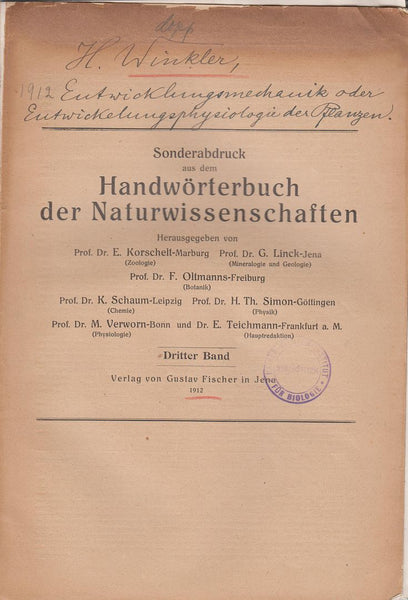 depp
H. Winkler,
1912 Entwicklungsmechanik oder
Entwickelungsphysiologie der Pflanzen.
Sonderabdruck
aus dem
Handwörterbuch
der Naturwissenschaften
Herausgegeben von
Prof. Dr. E. Korschelt-Marburg Prof. Dr. G. Linck-Jena
(Zoologie) (Mineralogie und Geologie)
Prof. Dr. F. Oltmanns-Freiburg
(Botanik)
Prof. Dr. K. Schaum-Leipzig Prof. Dr. H. Th. Simon-Göttingen
(Chemie) (Physik)
Prof. Dr. M. Verworn-Bonn und Dr. E. Teichmann-Frankfurt a. M.
(Physiologie) (Hauptredaktion)
Dritter Band
Verlag von Gustav Fischer in Jena
1912
FÜR BIOLOGIE